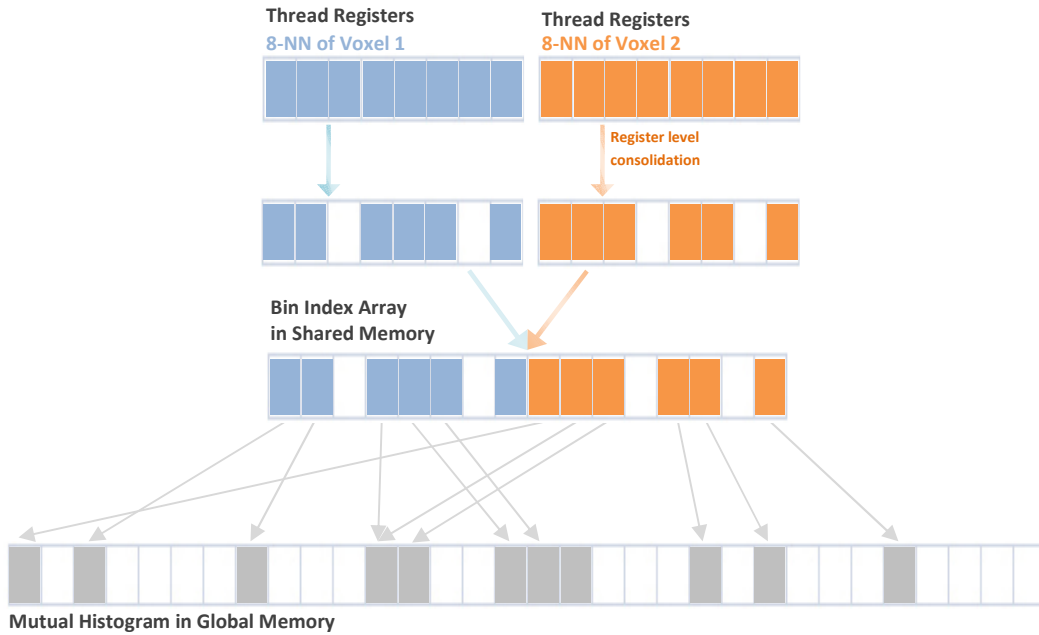 Thread Registers
8-NN of Voxel 1
Thread Registers
8-NN of Voxel 2
Register level
consolidation
Bin Index Array
in Shared Memory
Mutual Histogram in Global Memory